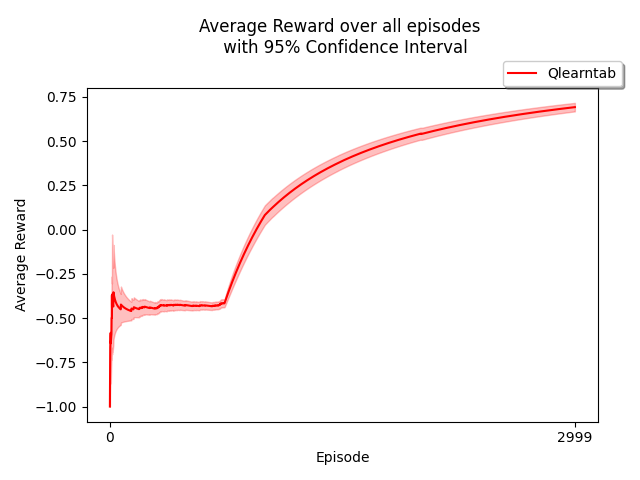 Average Reward over all episodes
with 95% Confidence Interval
Qlearntab
0.75
0.50
0.25
0.00
−0.25
−0.50
−0.75
−1.00
Average Reward
0
2999
Episode